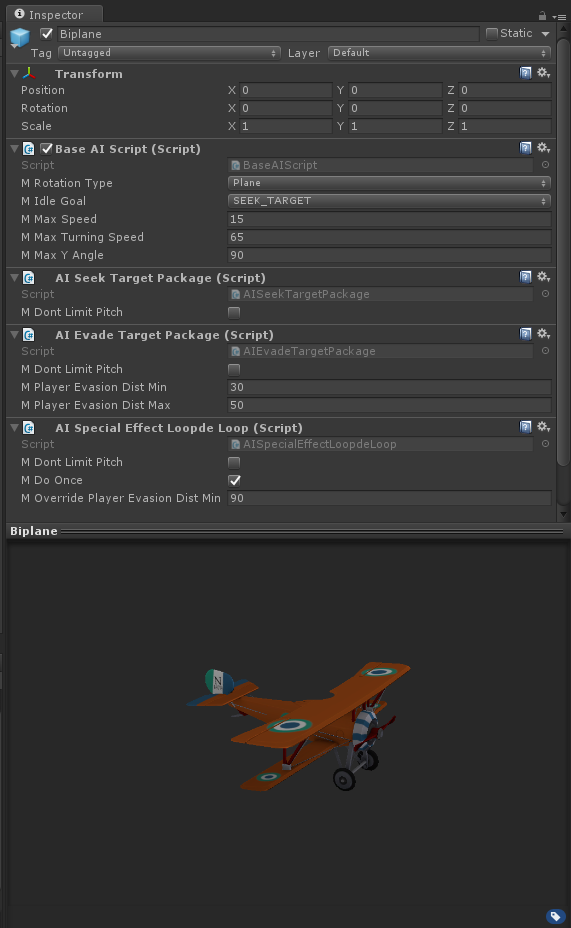 Inspector
Biplane Static
Tag Untagged Layer Default
Transform
Position X 0 Y 0 Z 0
Rotation X 0 Y 0 Z 0
Scale X 1 Y 1 Z 1
Base AI Script (Script)
Script BaseAIScript
M Rotation Type Plane
M Idle Goal SEEK_TARGET
M Max Speed 15
M Max Turning Speed 65
M Max Y Angle 90
AI Seek Target Package (Script)
Script AISeekTargetPackage
M Dont Limit Pitch
AI Evade Target Package (Script)
Script AIEvadeTargetPackage
M Dont Limit Pitch
M Player Evasion Dist Min 30
M Player Evasion Dist Max 50
AI Special Effect Loopde Loop (Script)
Script AISpecialEffectLoopdeLoop
M Dont Limit Pitch
M Do Once
M Override Player Evasion Dist Min 90
Biplane
N